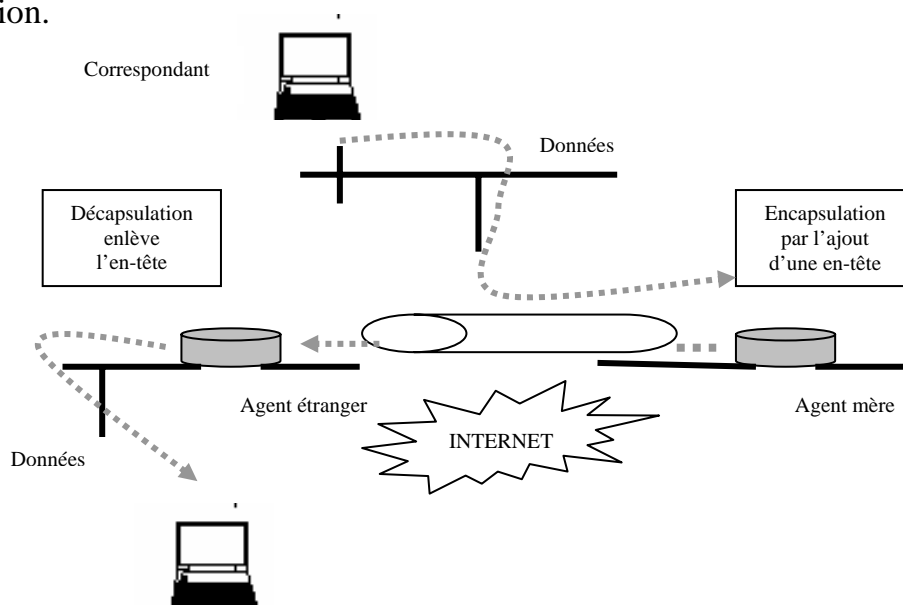 ion.
Correspondant
Données
Décapsulation
enlève
l'en-tête
Encapsulation
par l'ajout
d'une en-tête
Agent étranger
Agent mère
INTERNET
Données